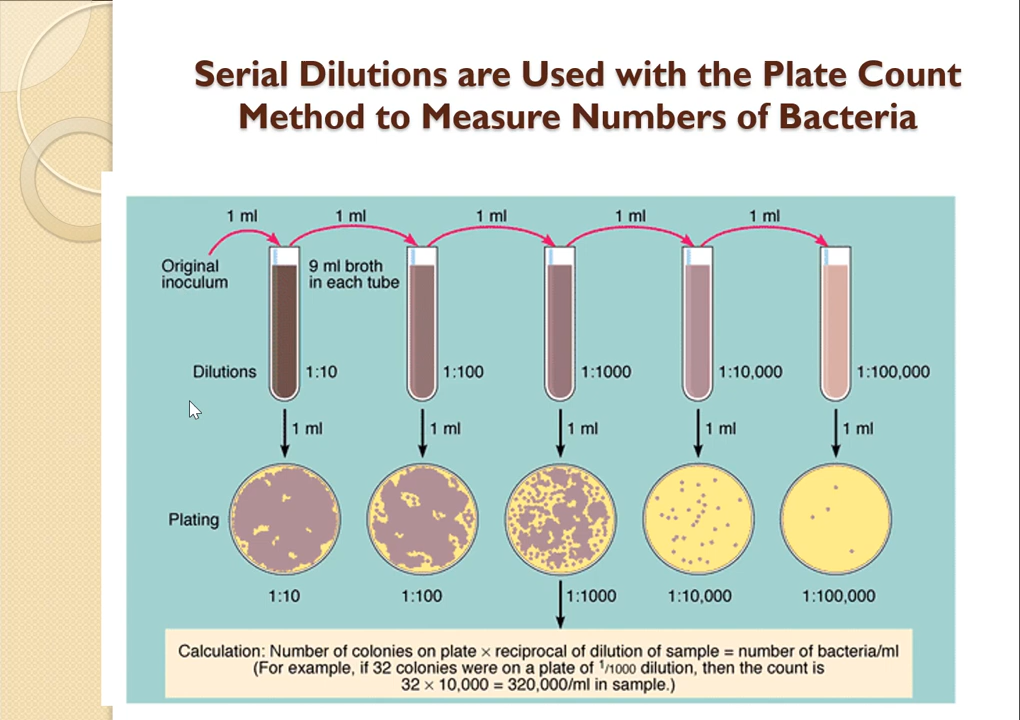 Serial Dilutions are Used with the Plate Count
Method to Measure Numbers of Bacteria
1 ml 1 ml 1 ml 1 ml 1 ml
Original
inoculum
9 ml broth
in each tube
Dilutions 1:10 1:100 1:1000 1:10,000 1:100,000
1 ml 1 ml 1 ml 1 ml 1 ml
Plating
1:10 1:100 1:1000 1:10,000 1:100,000
Calculation: Number of colonies on plate × reciprocal of dilution of sample = number of bacteria/ml
(For example, if 32 colonies were on a plate of 1/1000 dilution, then the count is
32 × 10,000 = 320,000/ml in sample.)